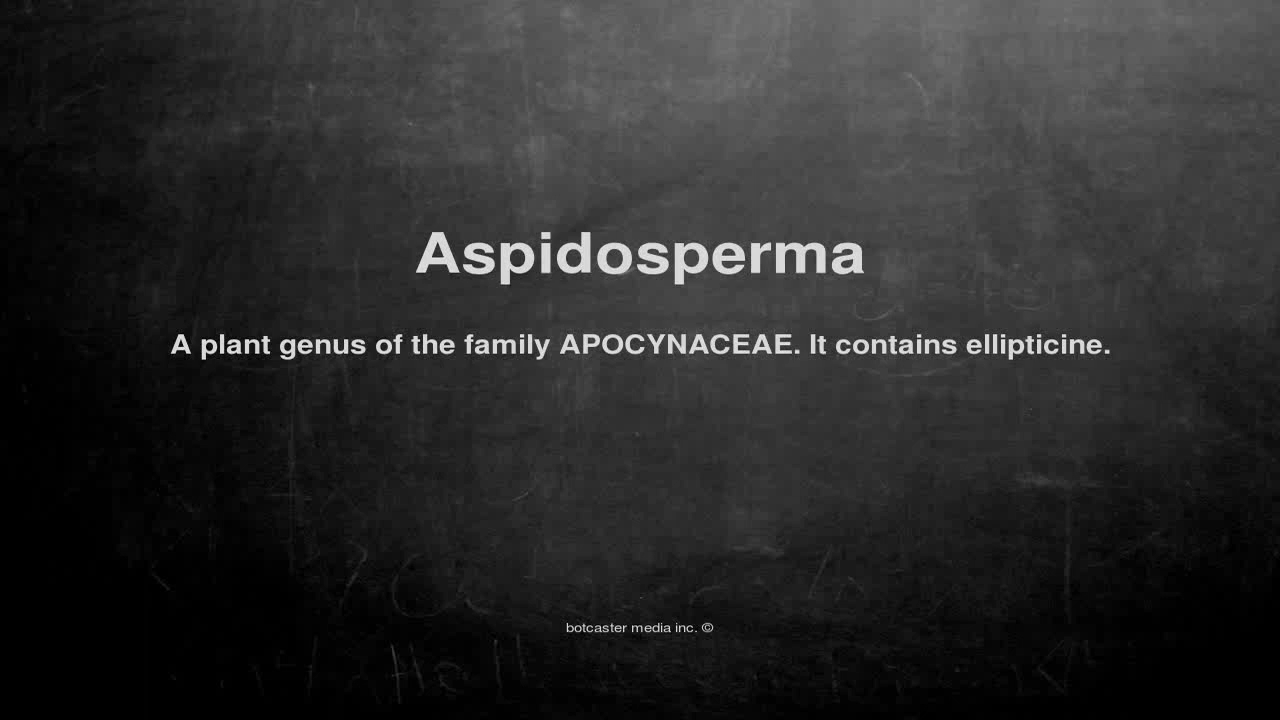 Aspidosperma
A plant genus of the family APOCYNACEAE. It contains ellipticine.
botcaster media inc. ©